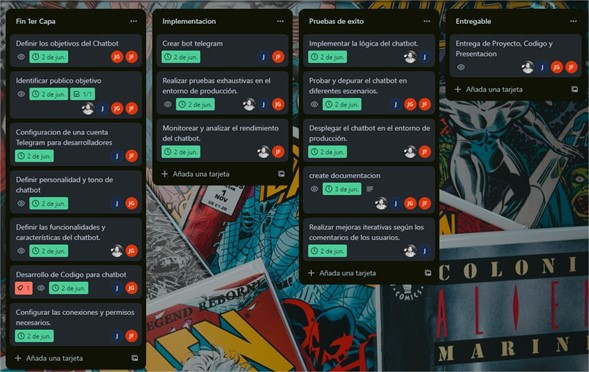 Fin 1er Capa
Definir los objetivos del Chatbot
2 de jun.
JG JF
Identificar publico objetivo
2 de jun. 1/1
J JG JF
Configuracion de una cuenta
Telegram para desarrolladores
2 de jun.
J JF
Definir personalidad y tono de
chatbot
2 de jun.
J JG
Definir las funcionalidades y
características del chatbot.
2 de jun.
JG
Desarrollo de Codigo para chatbot
1 2 de jun.
J JG
Configurar las conexiones y permisos
necesarios.
2 de jun.
J JF
+ Añada una tarjeta
Implementacion
Crear bot telegram
2 de jun.
J JF
Realizar pruebas exhaustivas en el
entorno de producción.
2 de jun.
J JG
Monitorear y analizar el rendimiento
del chatbot.
2 de jun.
JF
+ Añada una tarjeta
Pruebas de exito
Implementar la lógica del chatbot.
2 de jun.
J
Probar y depurar el chatbot en
diferentes escenarios.
2 de jun.
J JG
Desplegar el chatbot en el entorno de
producción.
2 de jun.
JF
create documentacion
3 de jun.
J JG JF
Realizar mejoras iterativas según los
comentarios de los usuarios.
2 de jun.
J
+ Añada una tarjeta
Entregable
Entrega de Proyecto, Codigo y
Presentacion
J JG JF
+ Añada una tarjeta
1
NOV
LEGEND REBORN
COMICS
COLONI
ALIE
MARIN